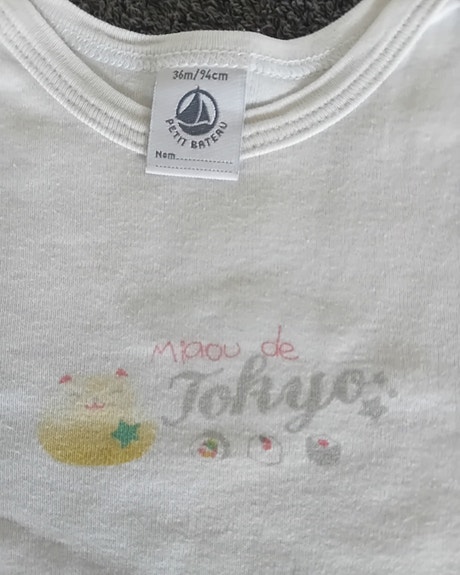 36m/94cm
PETIT BATEAU
Nom
Miaou de
Tokyo